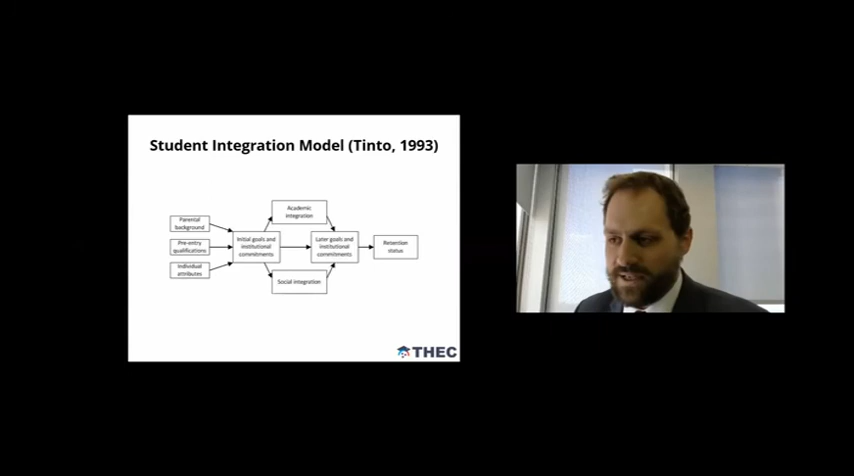 Student Integration Model (Tinto, 1993)
Parental
background
Pre-entry
qualifications
Individual
attributes
Initial goals and
institutional
commitments
Academic
integration
Social integration
Later goals and
institutional
commitments
Retention
status
THEC